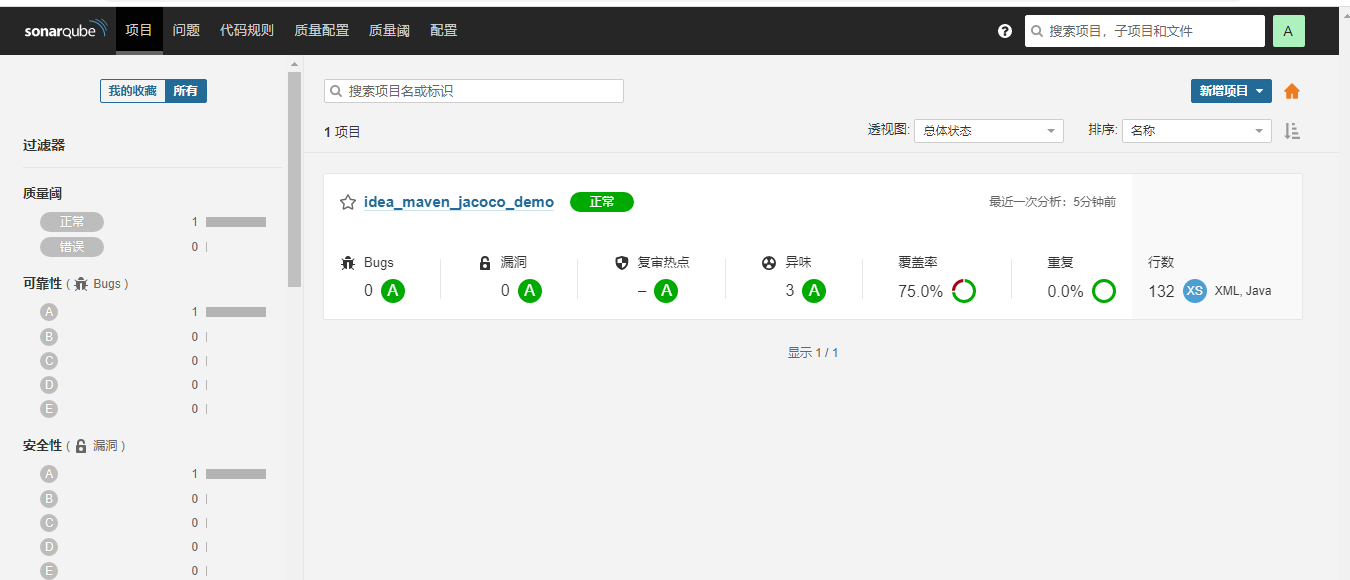 sonarqube 项目 问题 代码规则 质量配置 质量阈 配置 ? 搜索项目，子项目和文件 A
我的收藏 所有
过滤器
质量阈
正常 1
错误 0
可靠性 ( Bugs )
A 1
B 0
C 0
D 0
E 0
安全性 ( 漏洞 )
A 1
B 0
C 0
D 0
E 0
搜索项目名或标识 新增项目
1 项目 透视图: 总体状态 排序: 名称
idea_maven_jacoco_demo 正常 最近一次分析：5分钟前
Bugs 漏洞 复审热点 异味 覆盖率 重复 行数
0 A 0 A – A 3 A 75.0% 0.0% 132 XS XML, Java
显示 1 / 1